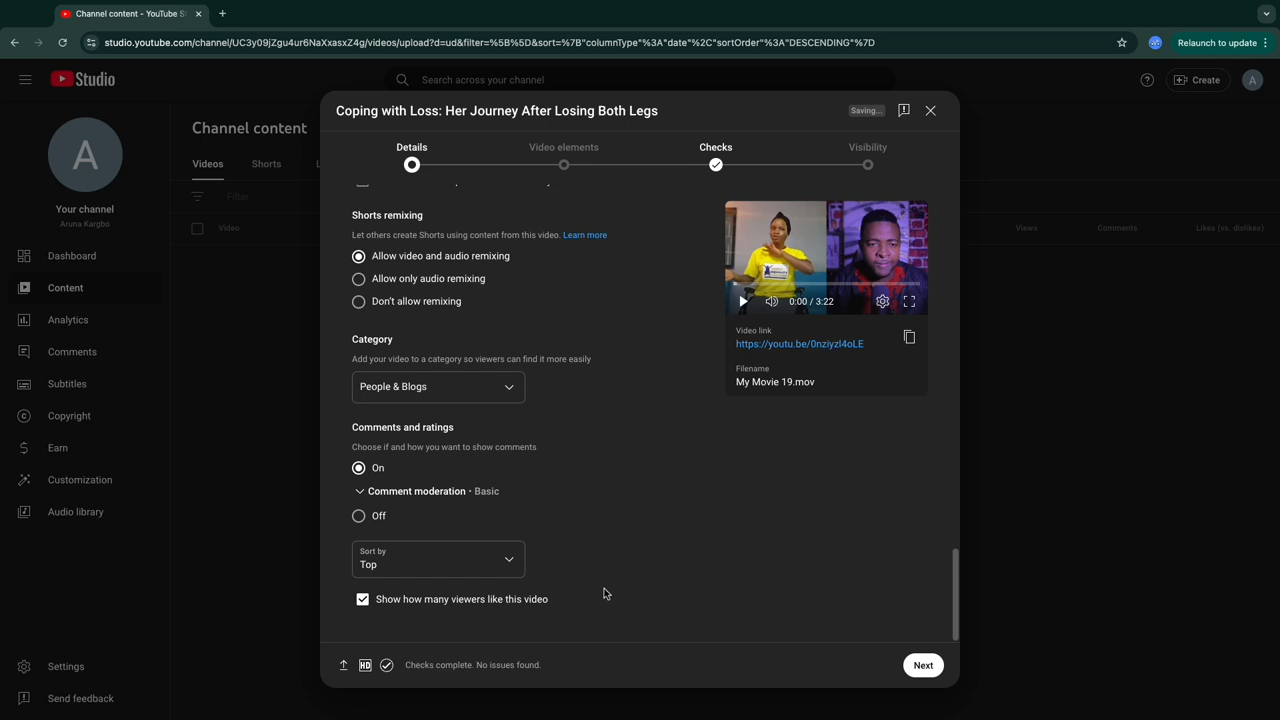 Channel content - YouTube S
studio.youtube.com/channel/UC3y09jZgu4ur6NaXxasxZ4g/videos/upload?d=ud&filter=%5B%5D&sort=%7B"columnType"%3A"date"%2C"sortOrder"%3A"DESCENDING"%7D
Relaunch to update
Studio
Search across your channel
Create
A
Coping with Loss: Her Journey After Losing Both Legs
Saving...
A
Channel content
Details
Video elements
Checks
Visibility
Videos
Shorts
L
Filter
Your channel
Aruna Kargbo
Video
Views
Comments
Likes (vs. dislikes)
Dashboard
Content
Analytics
Comments
Subtitles
Copyright
Earn
Customization
Audio library
Settings
Send feedback
Shorts remixing
Let others create Shorts using content from this video. Learn more
Allow video and audio remixing
Allow only audio remixing
Don't allow remixing
0:00 / 3:22
Category
Add your video to a category so viewers can find it more easily
People & Blogs
Video link
https://youtu.be/0nziyzl4oLE
Filename
My Movie 19.mov
Comments and ratings
Choose if and how you want to show comments
On
Comment moderation • Basic
Off
Sort by
Top
Show how many viewers like this video
HD
Checks complete. No issues found.
Next